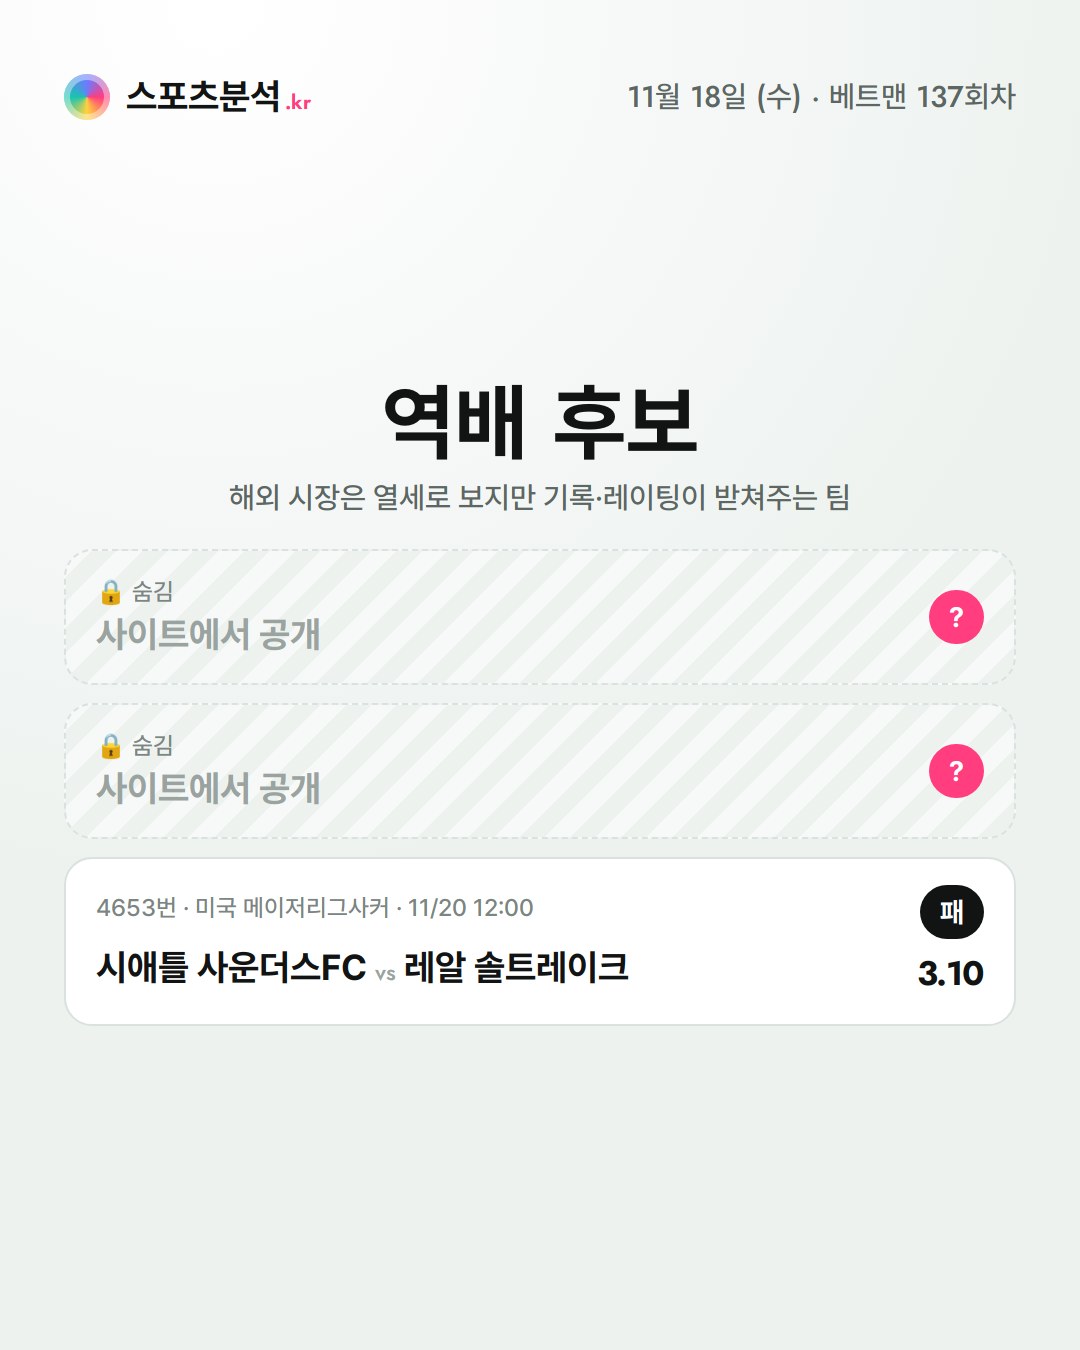 스포츠분석.kr
11월 18일 (수) · 베트맨 137회차
역배 후보
해외 시장은 열세로 보지만 기록·레이팅이 받쳐주는 팀
🔒 숨김
사이트에서 공개
?
🔒 숨김
사이트에서 공개
?
4653번 · 미국 메이저리그사커 · 11/20 12:00
시애틀 사운더스FC vs 레알 솔트레이크
패
3.10